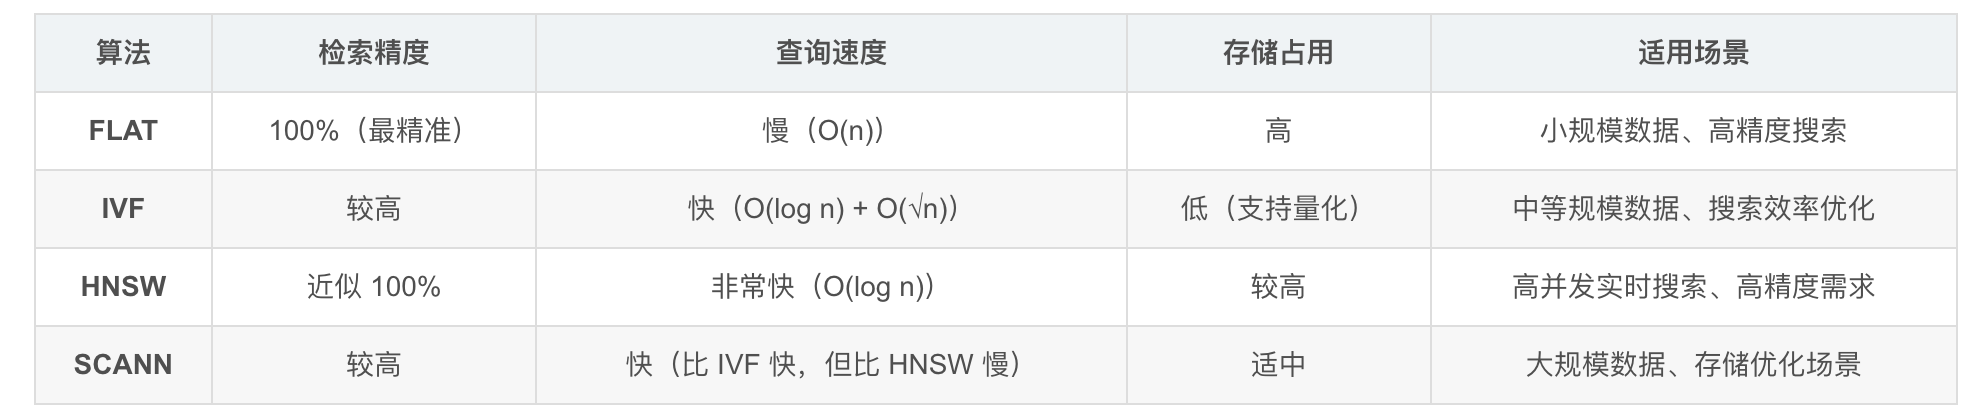 算法 检索精度 查询速度 存储占用 适用场景
FLAT 100%（最精准） 慢（O(n)） 高 小规模数据、高精度搜索
IVF 较高 快（O(log n) + O(√n)） 低（支持量化） 中等规模数据、搜索效率优化
HNSW 近似 100% 非常快（O(log n)） 较高 高并发实时搜索、高精度需求
SCANN 较高 快（比 IVF 快，但比 HNSW 慢） 适中 大规模数据、存储优化场景